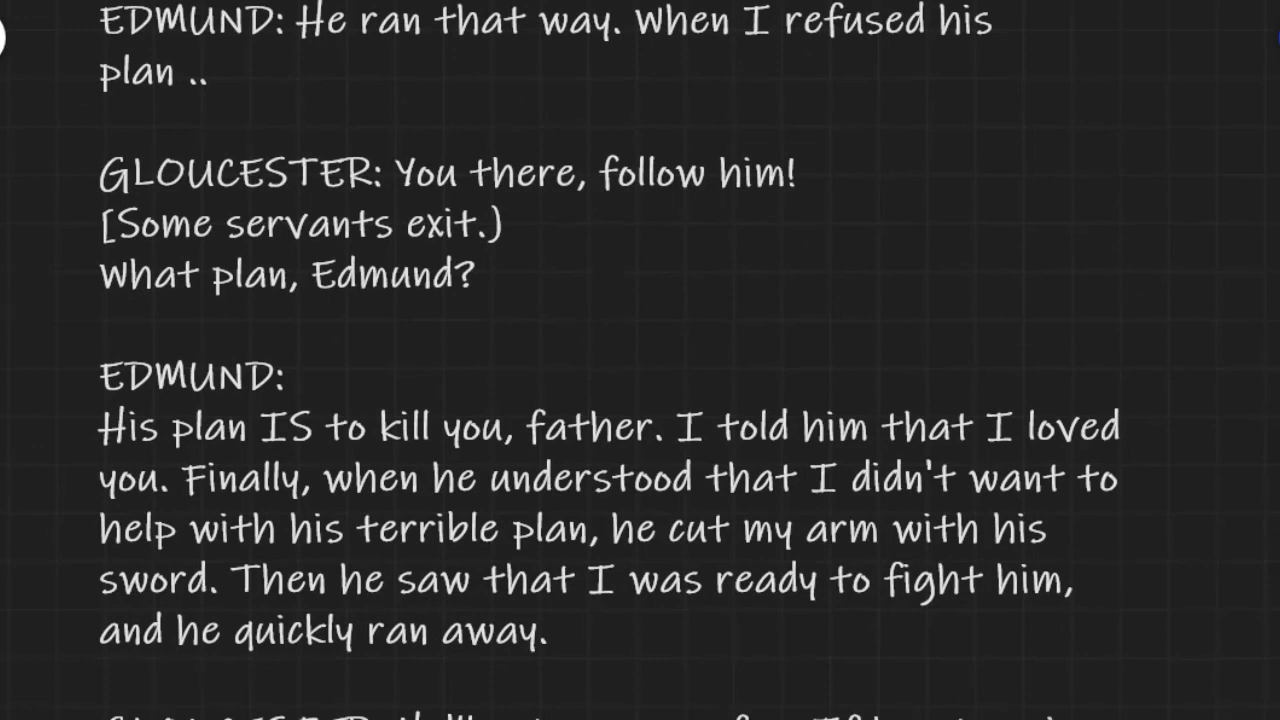 EDMUND: He ran that way. When I refused his
plan ..
GLOUCESTER: You there, follow him!
[Some servants exit.)
What plan, Edmund?
EDMUND:
His plan IS to kill you, father. I told him that I loved
you. Finally, when he understood that I didn't want to
help with his terrible plan, he cut my arm with his
sword. Then he saw that I was ready to fight him,
and he quickly ran away.